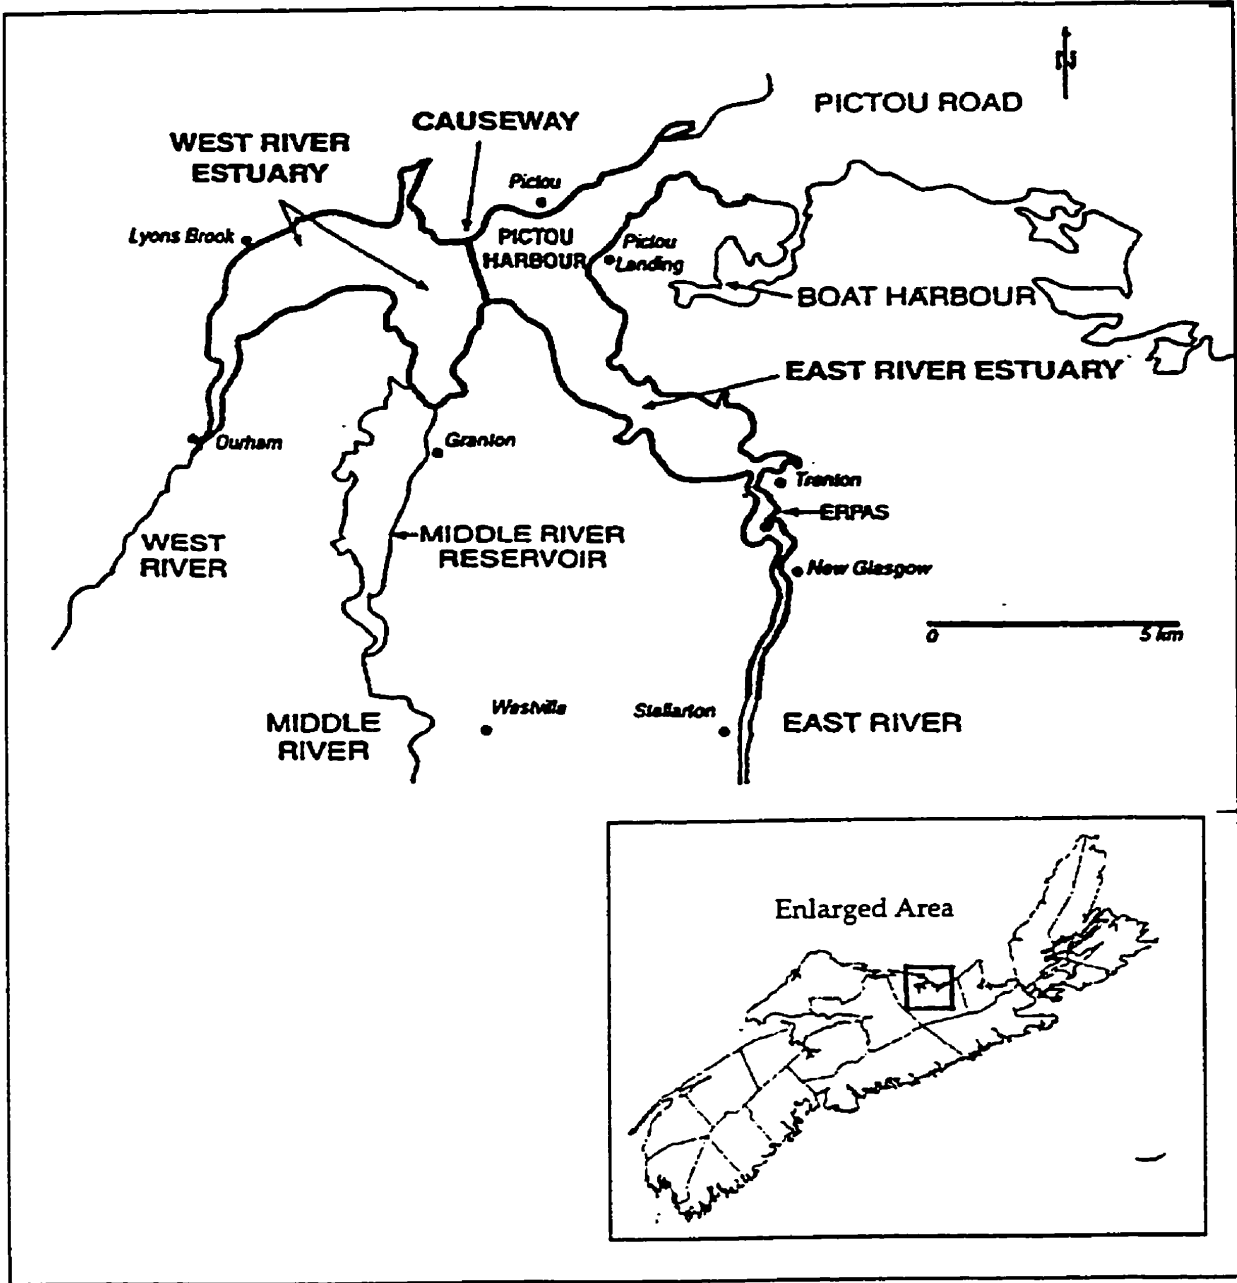 N
PICTOU ROAD
CAUSEWAY
WEST RIVER
ESTUARY
Pictou
Lyons Brook
PICTOU
HARBOUR
Pictou
Landing
BOAT HARBOUR
EAST RIVER ESTUARY
Durham
Granton
Trenton
ERPAS
WEST
RIVER
MIDDLE RIVER
RESERVOIR
New Glasgow
0 5 km
Westville
Stellarton
MIDDLE
RIVER
EAST RIVER
Enlarged Area